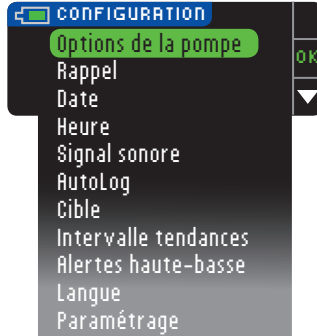 CONFIGURATION
Options de la pompe
OK
Rappel
Date
Heure
Signal sonore
AutoLog
Cible
Intervalle tendances
Alertes haute-basse
Langue
Paramétrage